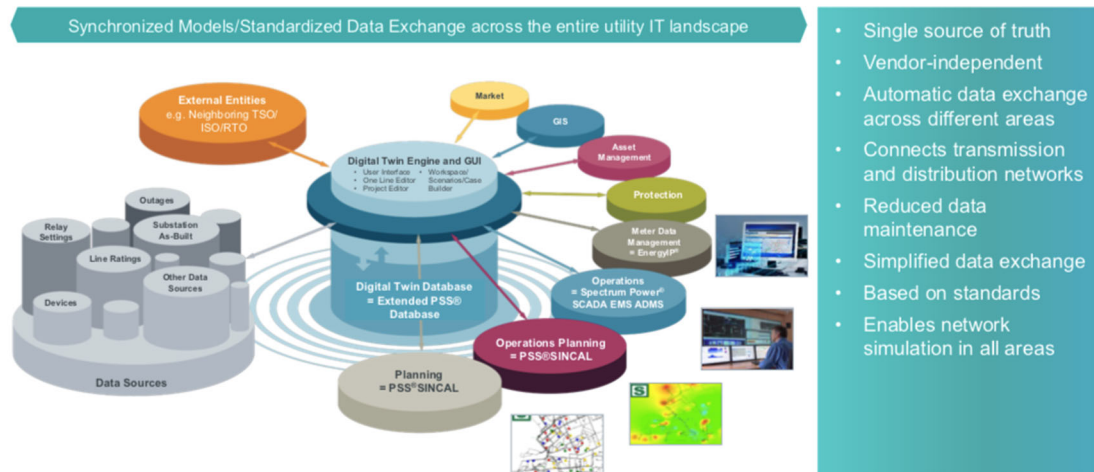 Synchronized Models/Standardized Data Exchange across the entire utility IT landscape
External Entities
e.g. Neighboring TSO/
ISO/RTO
Market
GIS
Asset
Management
Protection
Meter Data
Management
= EnergyIP®
Operations
= Spectrum Power®
SCADA EMS ADMS
Operations Planning
= PSS®SINCAL
Planning
= PSS®SINCAL
Digital Twin Engine and GUI
• User Interface
• One Line Editor
• Project Editor
• Workspace/
Scenarios/Case
Builder
Digital Twin Database
= Extended PSS®
Database
Outages
Relay
Settings
Substation
As-Built
Line Ratings
Other Data
Sources
Devices
Data Sources
S
• Single source of truth
• Vendor-independent
• Automatic data exchange
across different areas
• Connects transmission
and distribution networks
• Reduced data
maintenance
• Simplified data exchange
• Based on standards
• Enables network
simulation in all areas